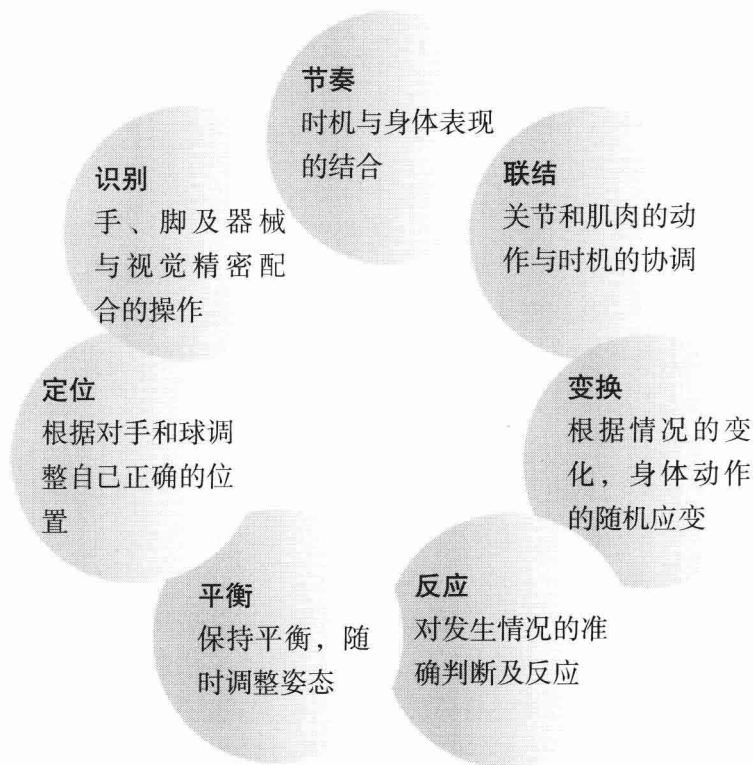 节奏
时机与身体表现
的结合
联结
关节和肌肉的动
作与时机的协调
变换
根据情况的变
化，身体动作
的随机应变
反应
对发生情况的准
确判断及反应
平衡
保持平衡，随
时调整姿态
定位
根据对手和球调
整自己正确的位
置
识别
手、脚及器械
与视觉精密配
合的操作